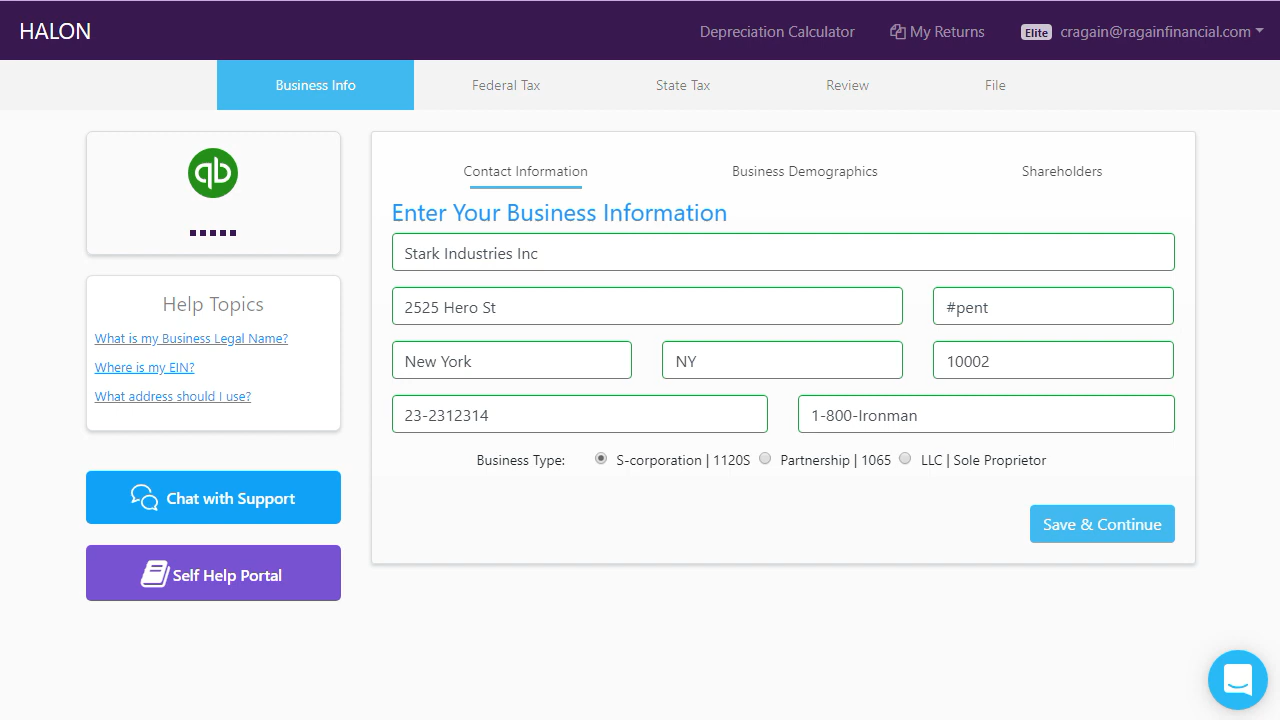 HALON
Depreciation Calculator My Returns Elite cragain@ragainfinancial.com
Business Info Federal Tax State Tax Review File
qb
Help Topics
What is my Business Legal Name?
Where is my EIN?
What address should I use?
Chat with Support
Self Help Portal
Contact Information Business Demographics Shareholders
Enter Your Business Information
Stark Industries Inc
2525 Hero St #pent
New York NY 10002
23-2312314 1-800-Ironman
Business Type: S-corporation | 1120S Partnership | 1065 LLC | Sole Proprietor
Save & Continue